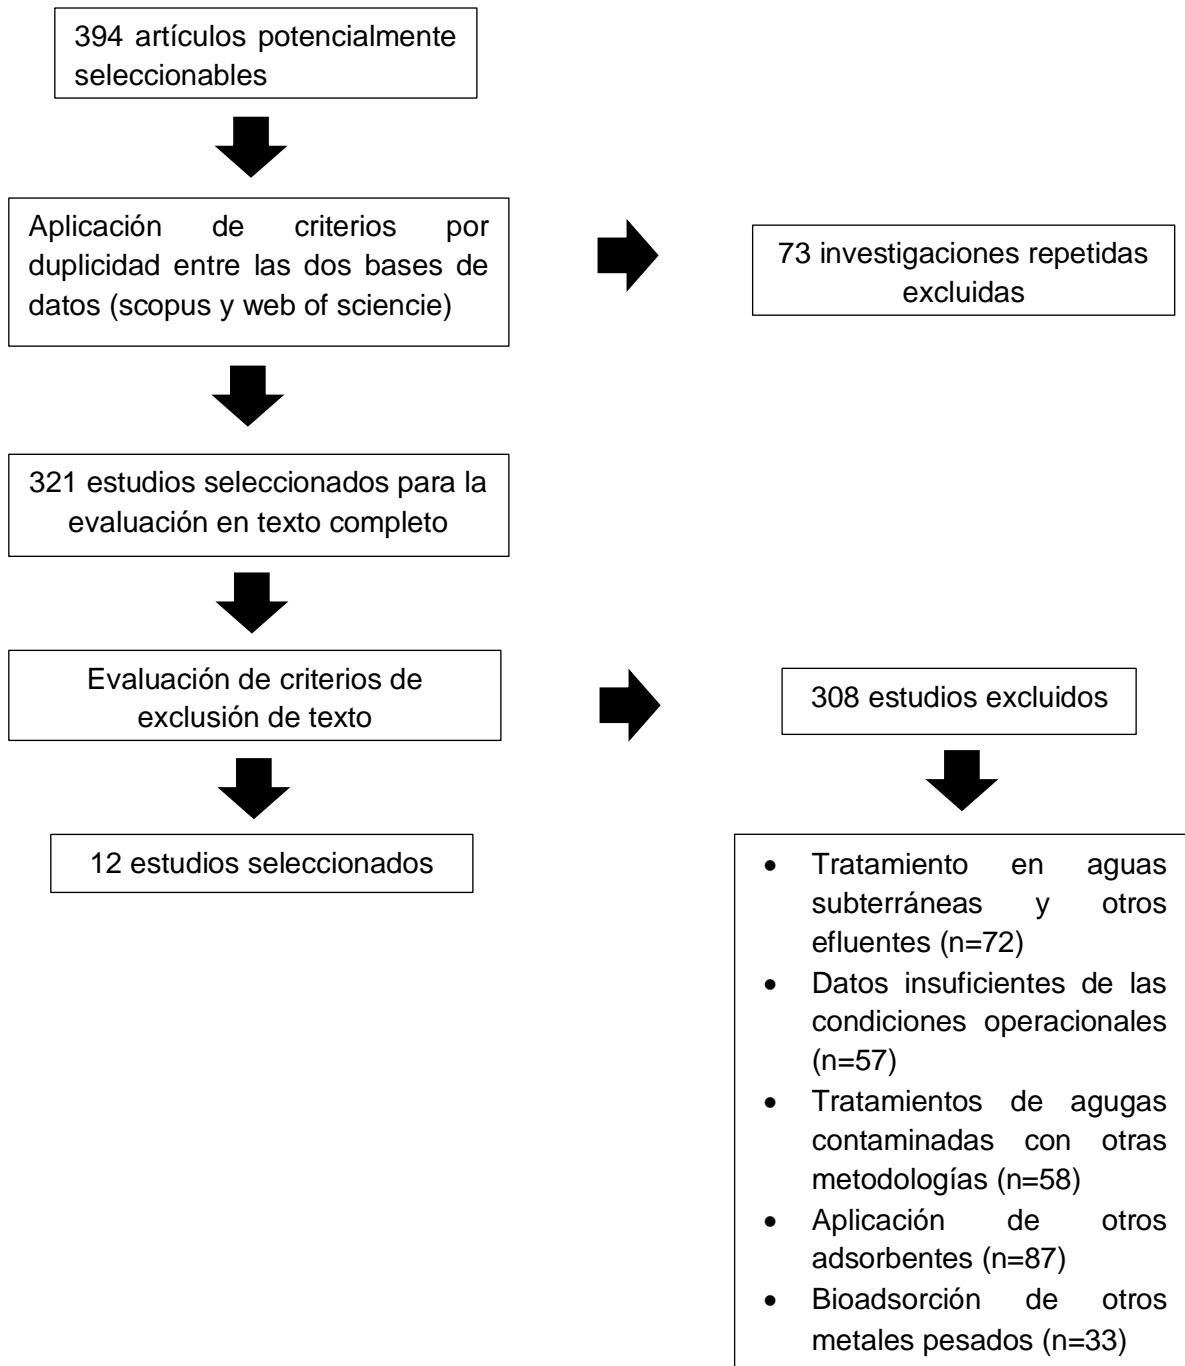 394 artículos potencialmente
seleccionables
Aplicación de criterios por
duplicidad entre las dos bases de
datos (scopus y web of sciencie)
73 investigaciones repetidas
excluidas
321 estudios seleccionados para la
evaluación en texto completo
Evaluación de criterios de
exclusión de texto
308 estudios excluidos
12 estudios seleccionados
• Tratamiento en aguas
subterráneas y otros
efluentes (n=72)
• Datos insuficientes de las
condiciones operacionales
(n=57)
• Tratamientos de agugas
contaminadas con otras
metodologías (n=58)
• Aplicación de otros
adsorbentes (n=87)
• Bioadsorción de otros
metales pesados (n=33)